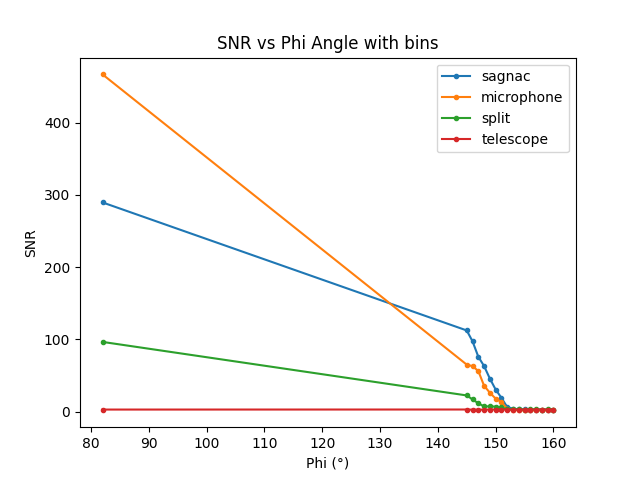 SNR vs Phi Angle with bins
sagnac
microphone
split
telescope
SNR
400
300
200
100
0
80 90 100 110 120 130 140 150 160
Phi (°)